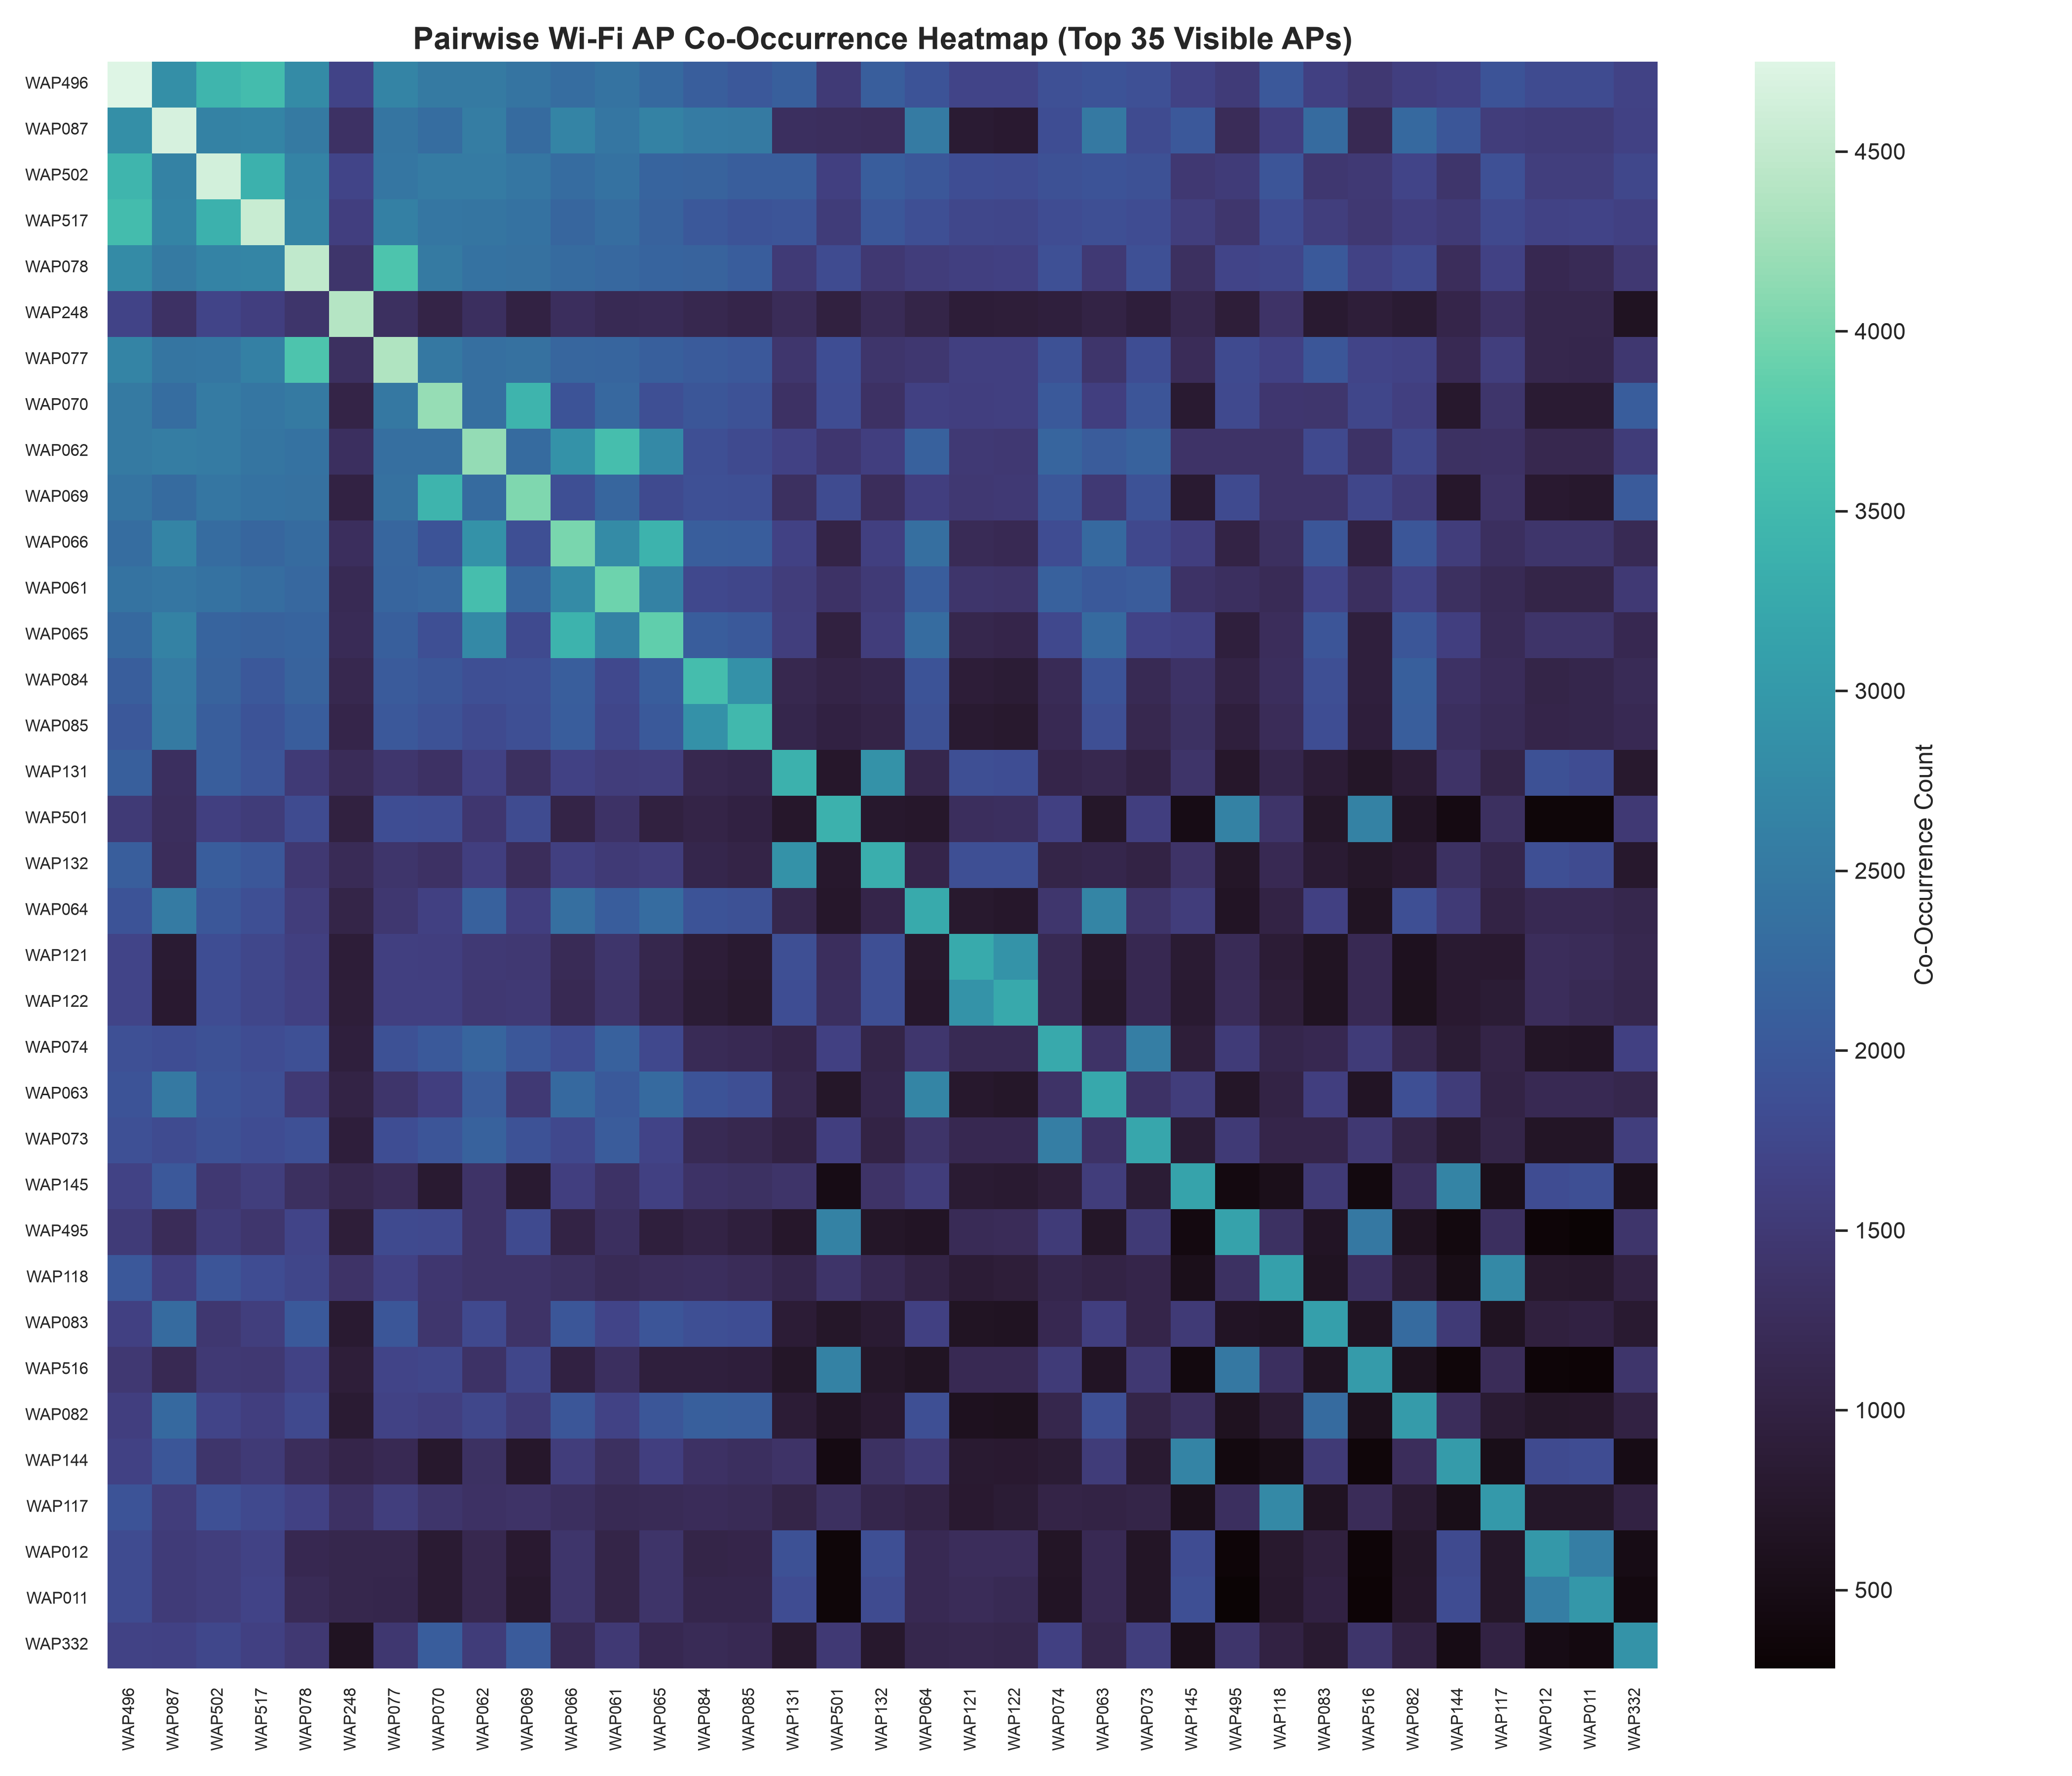 Pairwise Wi-Fi AP Co-Occurrence Heatmap (Top 35 Visible APs)
WAP496
WAP087
WAP502
WAP517
WAP078
WAP248
WAP077
WAP070
WAP062
WAP069
WAP066
WAP061
WAP065
WAP084
WAP085
WAP131
WAP501
WAP132
WAP064
WAP121
WAP122
WAP074
WAP063
WAP073
WAP145
WAP495
WAP118
WAP083
WAP516
WAP082
WAP144
WAP117
WAP012
WAP011
WAP332
WAP496
WAP087
WAP502
WAP517
WAP078
WAP248
WAP077
WAP070
WAP062
WAP069
WAP066
WAP061
WAP065
WAP084
WAP085
WAP131
WAP501
WAP132
WAP064
WAP121
WAP122
WAP074
WAP063
WAP073
WAP145
WAP495
WAP118
WAP083
WAP516
WAP082
WAP144
WAP117
WAP012
WAP011
WAP332
4500
4000
3500
3000
2500
2000
1500
1000
500
Co-Occurrence Count